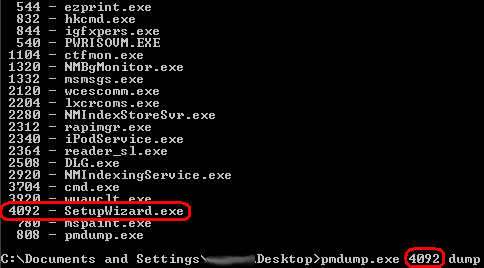 544 - ezprint.exe
832 - hkcmd.exe
844 - igfxpers.exe
540 - PWRISOVM.EXE
1104 - ctfmon.exe
1320 - NMBgMonitor.exe
1332 - msmsgs.exe
2120 - wcescomm.exe
2204 - lxcrcoms.exe
2280 - NMIndexStoreSvr.exe
2312 - rapimgr.exe
2340 - iPodService.exe
2364 - reader_sl.exe
2508 - DLG.exe
2920 - NMIndexingService.exe
3704 - cmd.exe
3920 - wuauclt.exe
4092 - SetupWizard.exe
780 - mspaint.exe
808 - pmdump.exe
C:\Documents and Settings\ \Desktop>pmdump.exe 4092 dump